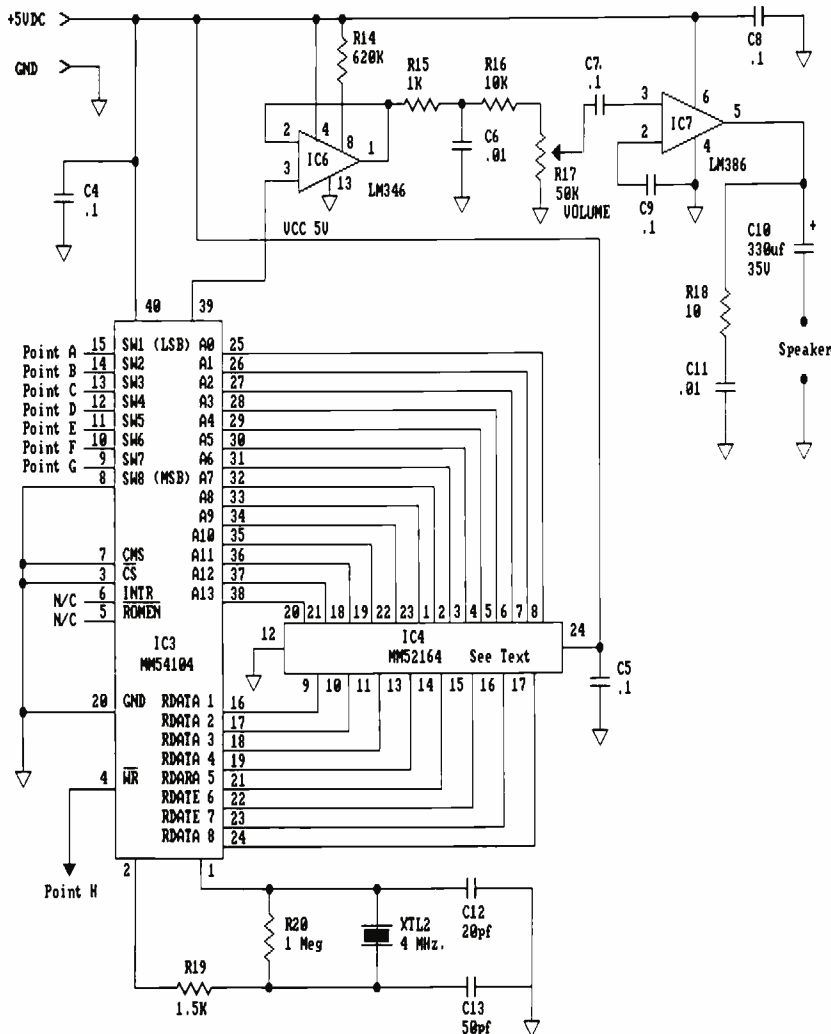 +5VDC
GND
R14
620K
R15
1K
R16
10K
C7
.1
C8
.1
2
3
4
8
1
13
IC6
LM346
C6
.01
R17
50K
VOLUME
3
2
6
5
4
IC7
LM386
C9
.1
C4
.1
VCC 5V
C10
330uf
35V
+
R18
10
C11
.01
Speaker
40
39
Point A 15 SW1 (LSB) A0 25
Point B 14 SW2 A1 26
Point C 13 SW3 A2 27
Point D 12 SW4 A3 28
Point E 11 SW5 A4 29
Point F 10 SW6 A5 30
Point G 9 SW7 A6 31
8 SW8 (MSB) A7 32
A8 33
A9 34
A10 35
7 CMS A11 36
3 CS A12 37
N/C 6 INTR A13 38
N/C 5 ROMEN
IC3
MM54104
20 21 18 19 22 23 1 2 3 4 5 6 7 8
12 IC4 24
MM52164 See Text
9 10 11 13 14 15 16 17
C5
.1
20 GND RDATA 1 16
RDATA 2 17
RDATA 3 18
RDATA 4 19
4 WR RDARA 5 21
RDATE 6 22
RDATE 7 23
RDATA 8 24
2
1
Point H
R20
1 Meg
XTL2
4 MHz.
C12
20pf
R19
1.5K
C13
50pf